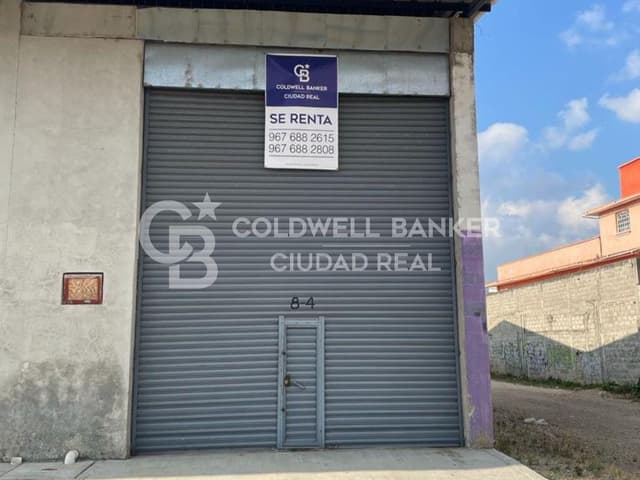 CB
COLDWELL BANKER
CIUDAD REAL
SE RENTA
967 688 2615
967 688 2808
CB
COLDWELL BANKER
CIUDAD REAL
8-4